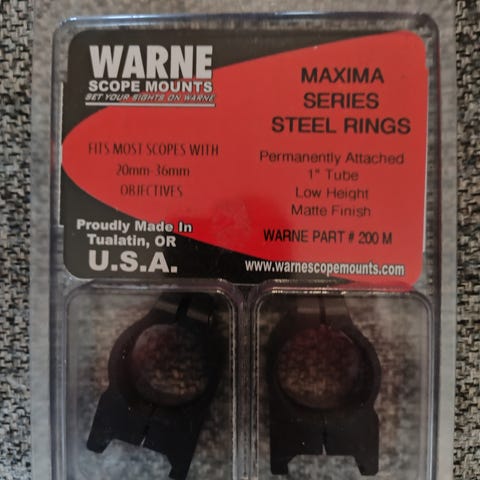 WARNE
SCOPE MOUNTS
SET YOUR SIGHTS ON WARNE
FITS MOST SCOPES WITH
20mm-36mm
OBJECTIVES
Proudly Made In
Tualatin, OR
U.S.A.
MAXIMA
SERIES
STEEL RINGS
Permanently Attached
1" Tube
Low Height
Matte Finish
WARNE PART # 200 M
www.warnescopemounts.com